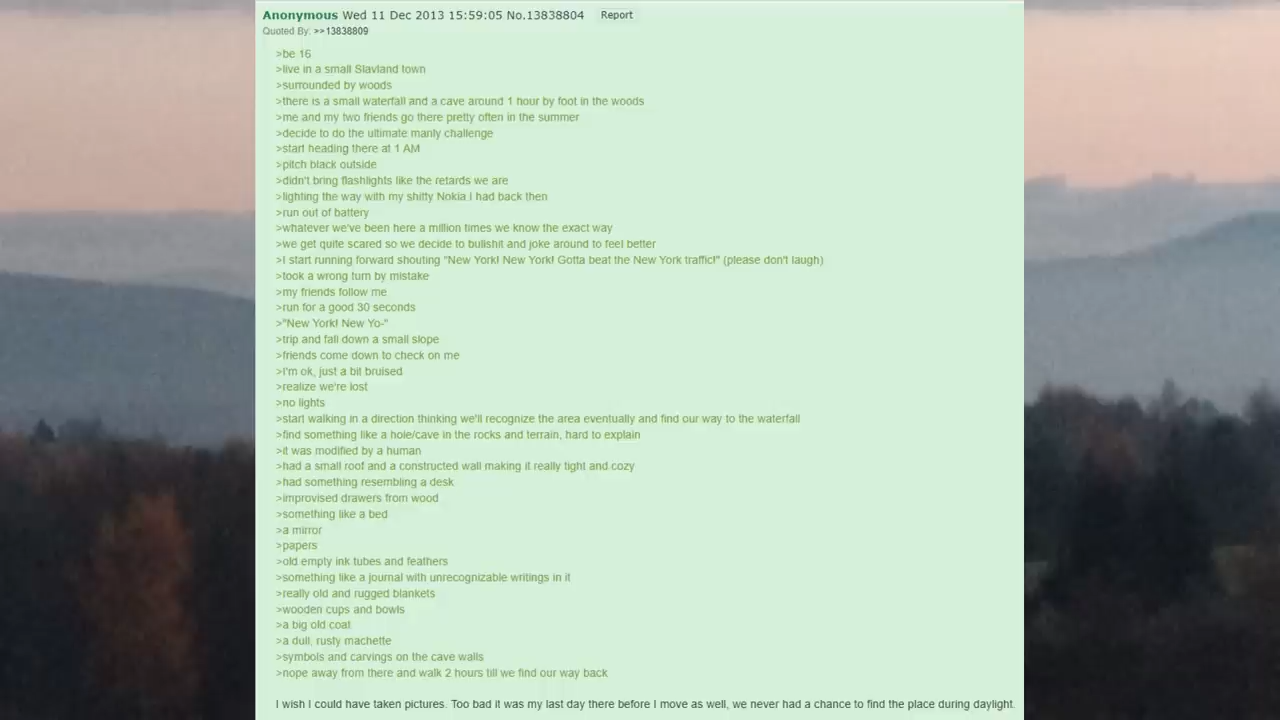 Anonymous Wed 11 Dec 2013 15:59:05 No.13838804 Report
Quoted By: >>13838809
>be 16
>live in a small Slavland town
>surrounded by woods
>there is a small waterfall and a cave around 1 hour by foot in the woods
>me and my two friends go there pretty often in the summer
>decide to do the ultimate manly challenge
>start heading there at 1 AM
>pitch black outside
>didn't bring flashlights like the retards we are
>lighting the way with my shitty Nokia I had back then
>run out of battery
>whatever we've been here a million times we know the exact way
>we get quite scared so we decide to bullshit and joke around to feel better
>I start running forward shouting "New York! New York! Gotta beat the New York traffic!" (please don't laugh)
>took a wrong turn by mistake
>my friends follow me
>run for a good 30 seconds
>"New York! New Yo-"
>trip and fall down a small slope
>friends come down to check on me
>I'm ok, just a bit bruised
>realize we're lost
>no lights
>start walking in a direction thinking we'll recognize the area eventually and find our way to the waterfall
>find something like a hole/cave in the rocks and terrain, hard to explain
>it was modified by a human
>had a small roof and a constructed wall making it really tight and cozy
>had something resembling a desk
>improvised drawers from wood
>something like a bed
>a mirror
>papers
>old empty ink tubes and feathers
>something like a journal with unrecognizable writings in it
>really old and rugged blankets
>wooden cups and bowls
>a big old coat
>a dull, rusty machette
>symbols and carvings on the cave walls
>nope away from there and walk 2 hours till we find our way back
I wish I could have taken pictures. Too bad it was my last day there before I move as well, we never had a chance to find the place during daylight.